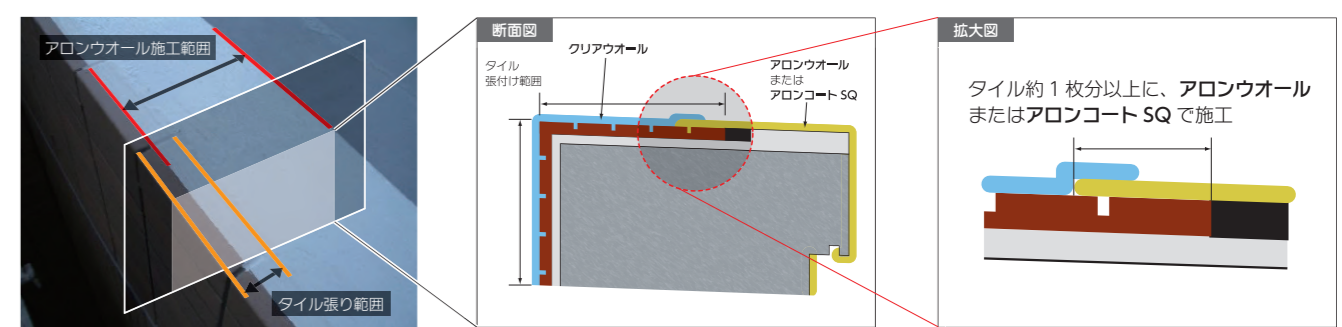 アロンウオール施工範囲
タイル張り範囲
断面図
クリアウオール
タイル
張付け範囲
アロンウオール
または
アロンコート SQ
拡大図
タイル約 1 枚分以上に、アロンウオール
またはアロンコート SQ で施工